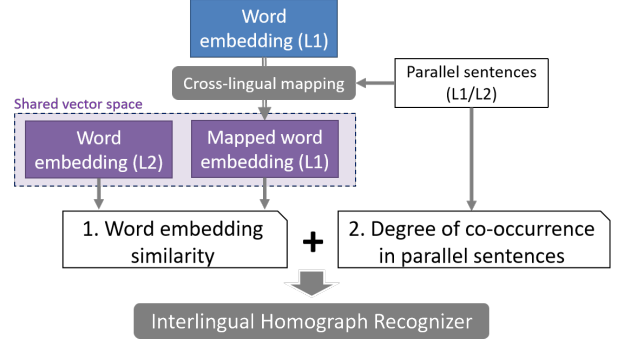 Word
embedding (L1)
Cross-lingual mapping
Parallel sentences
(L1/L2)
Shared vector space
Word
embedding (L2)
Mapped word
embedding (L1)
1. Word embedding
similarity
+
2. Degree of co-occurrence
in parallel sentences
Interlingual Homograph Recognizer